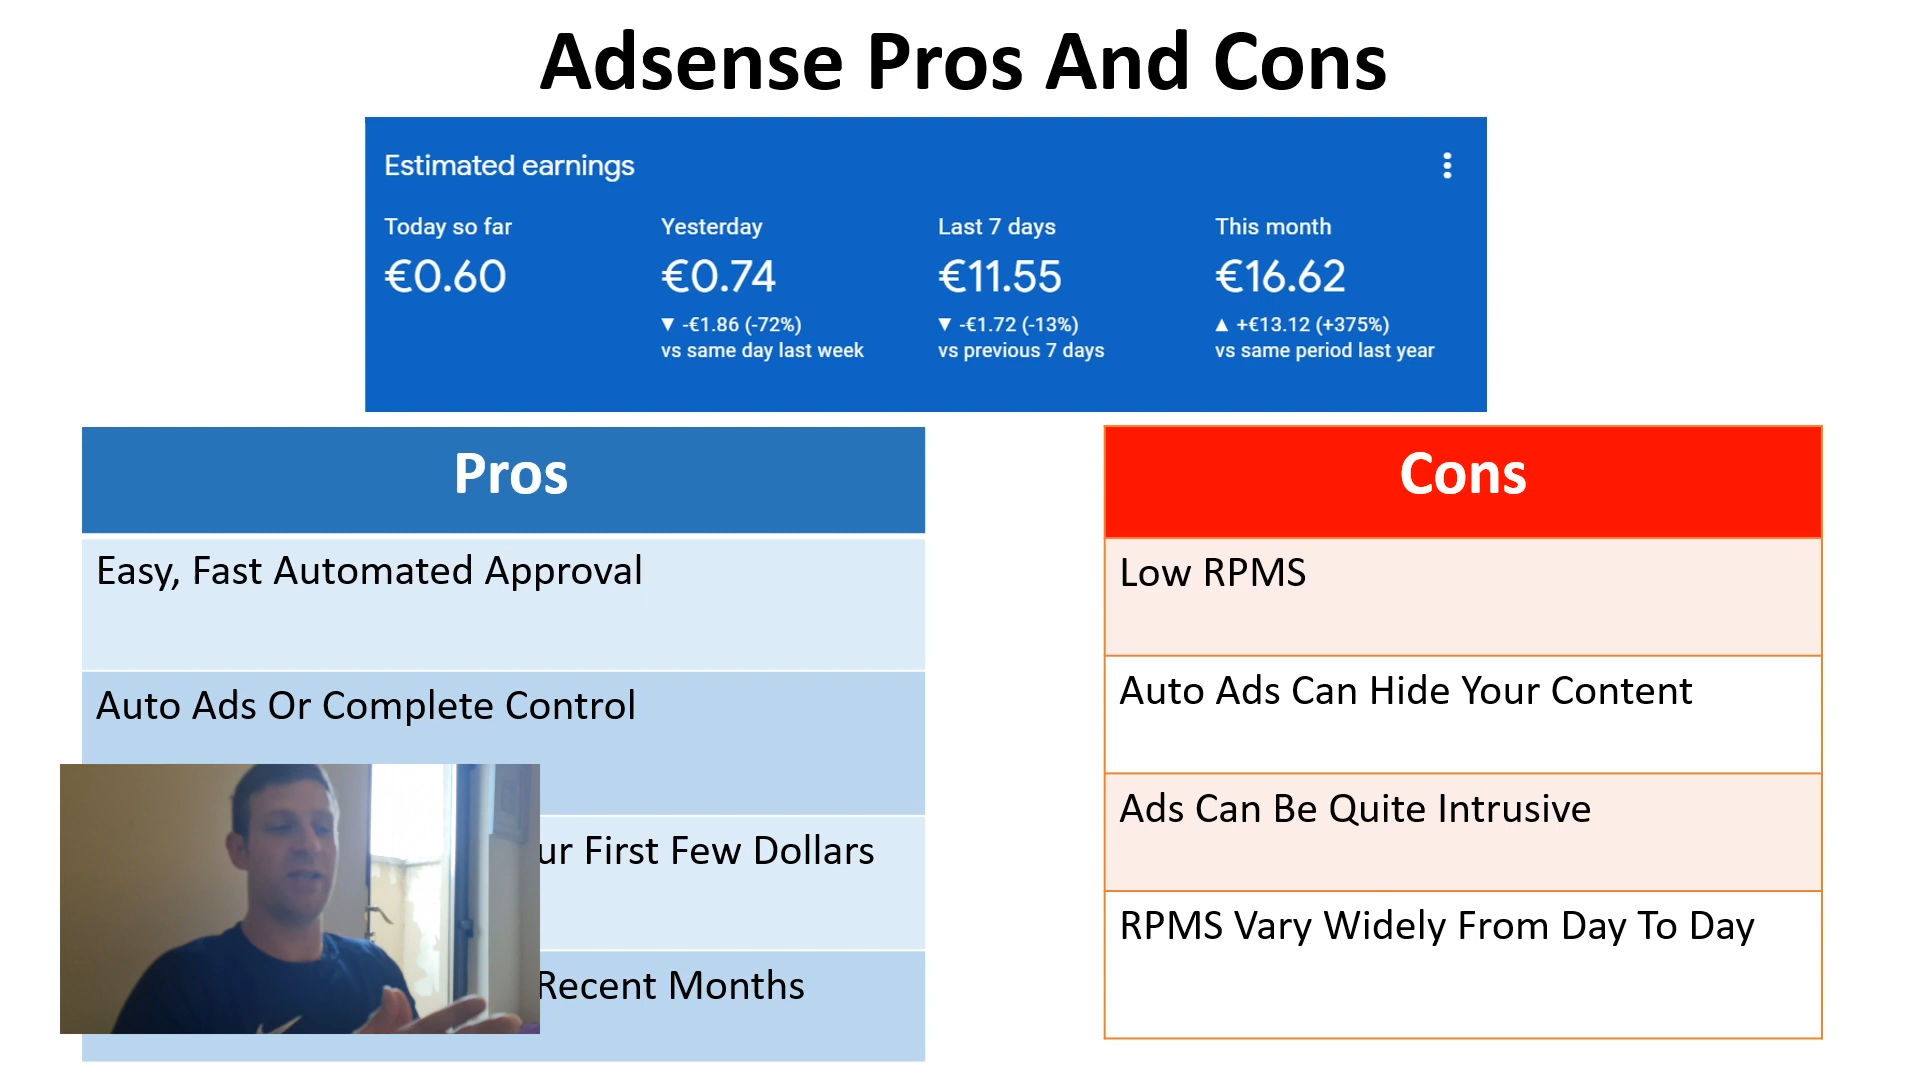 Adsense Pros And Cons
Estimated earnings
Today so far
€0.60
Yesterday
€0.74
▼ -€1.86 (-72%)
vs same day last week
Last 7 days
€11.55
▼ -€1.72 (-13%)
vs previous 7 days
This month
€16.62
▲ +€13.12 (+375%)
vs same period last year
Pros
Easy, Fast Automated Approval
Auto Ads Or Complete Control
First Few Dollars
Recent Months
Cons
Low RPMS
Auto Ads Can Hide Your Content
Ads Can Be Quite Intrusive
RPMS Vary Widely From Day To Day